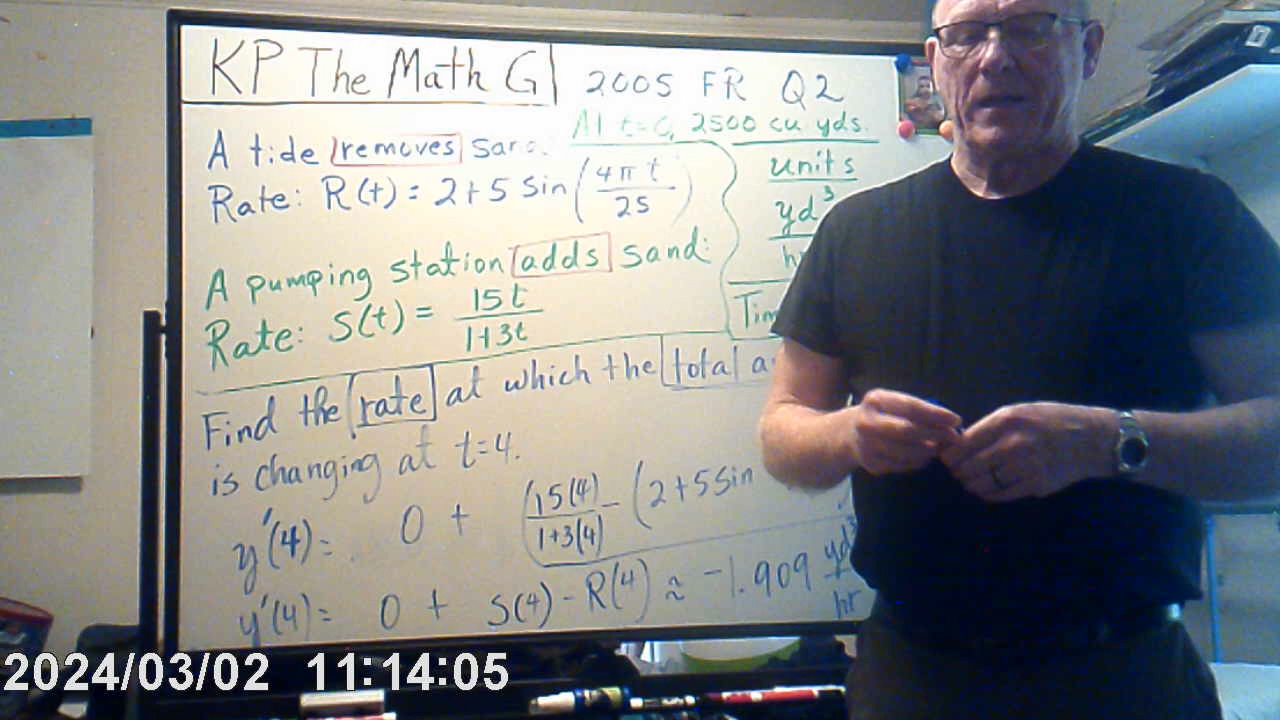 KP The Math G
2005 FR Q2
At t=0, 2500 cu yds.
A tide removes sand.
Rate: R(t) = 2+5 sin(4πt/25)
units
yd³
A pumping station adds sand:
Rate: S(t) = 15t/1+3t
Find the rate at which the total
is changing at t=4.
y'(4) = 0 + (15(4)/1+3(4) - (2+5 sin
y'(4) = 0 + S(4) - R(4) ≈ -1.909 yd³/hr
2024/03/02 11:14:05